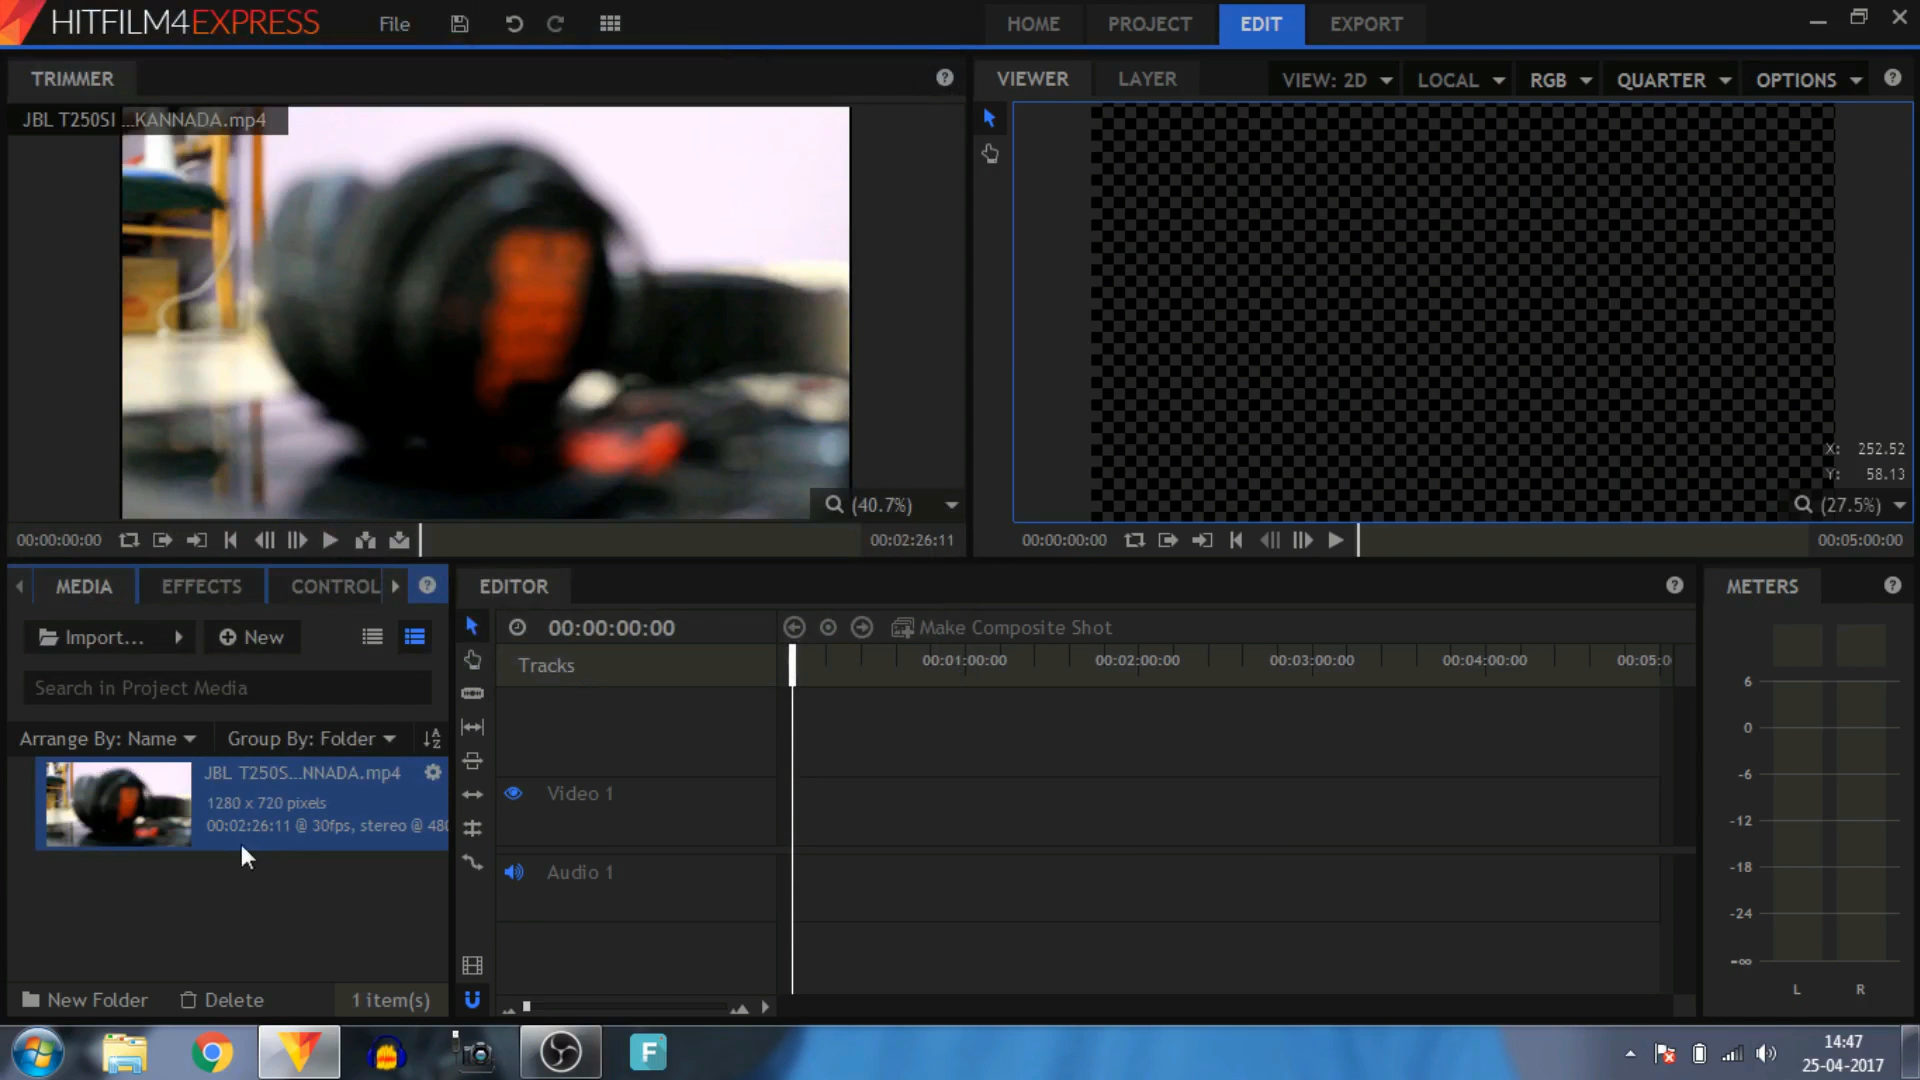 HITFILM4EXPRESS
File
HOME
PROJECT
EDIT
EXPORT
TRIMMER
VIEWER
LAYER
VIEW: 2D
LOCAL
RGB
QUARTER
OPTIONS
JBL T250SI ...KANNADA.mp4
X: 252.52
Y: 58.13
(40.7%)
(27.5%)
00:00:00:00
00:02:26:11
00:00:00:00
00:05:00:00
MEDIA
EFFECTS
CONTROL
EDITOR
METERS
Import...
New
00:00:00:00
Make Composite Shot
Tracks
00:01:00:00
00:02:00:00
00:03:00:00
00:04:00:00
00:05:0
Search in Project Media
Arrange By: Name
Group By: Folder
JBL T250S...NNADA.mp4
1280 x 720 pixels
00:02:26:11 @ 30fps, stereo @ 480
Video 1
Audio 1
6
0
-6
-12
-18
-24
-∞
L
R
New Folder
Delete
1 item(s)
F
14:47
25-04-2017